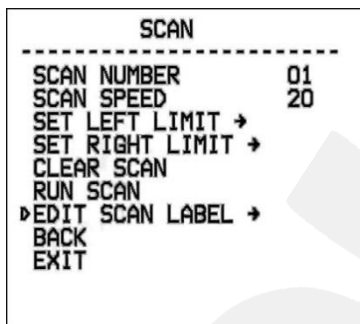 SCAN
SCAN NUMBER 01
SCAN SPEED 20
SET LEFT LIMIT →
SET RIGHT LIMIT →
CLEAR SCAN
RUN SCAN
EDIT SCAN LABEL →
BACK
EXIT